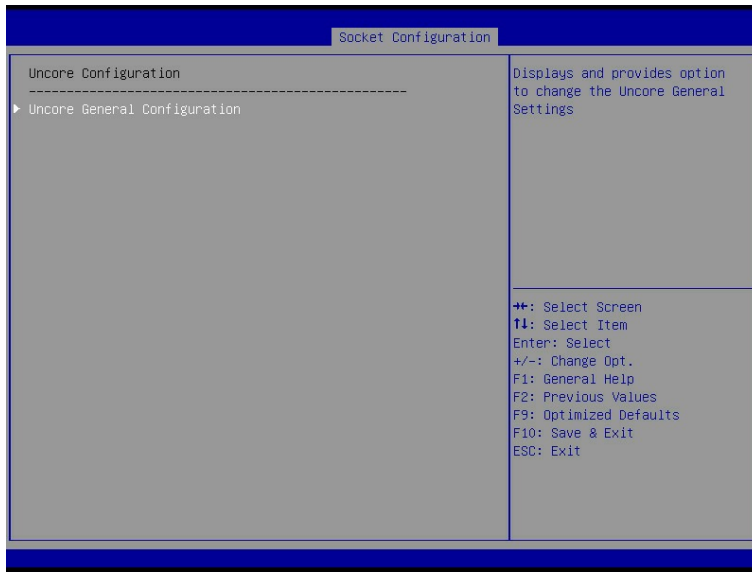 Socket Configuration
Uncore Configuration
--------------------------------------------------
Uncore General Configuration
Displays and provides option
to change the Uncore General
Settings
→←: Select Screen
↑↓: Select Item
Enter: Select
+/-: Change Opt.
F1: General Help
F2: Previous Values
F9: Optimized Defaults
F10: Save & Exit
ESC: Exit